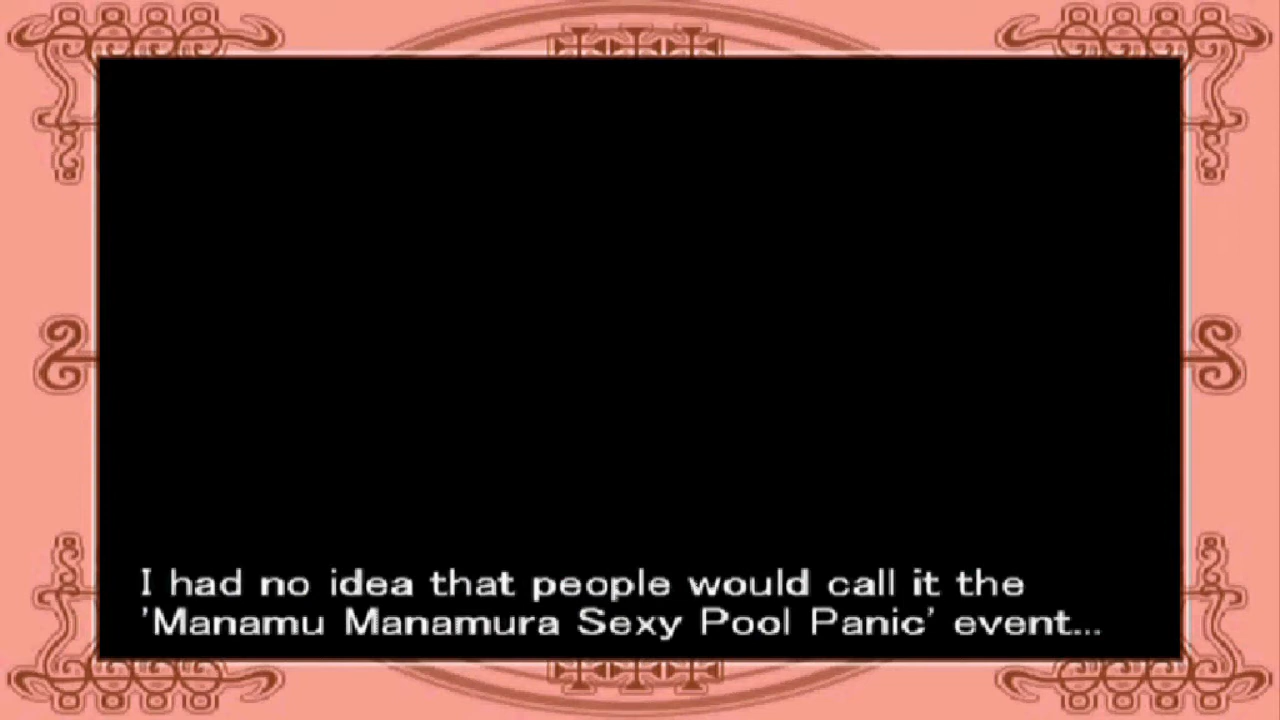 I had no idea that people would call it the
'Manamu Manamura Sexy Pool Panic' event...